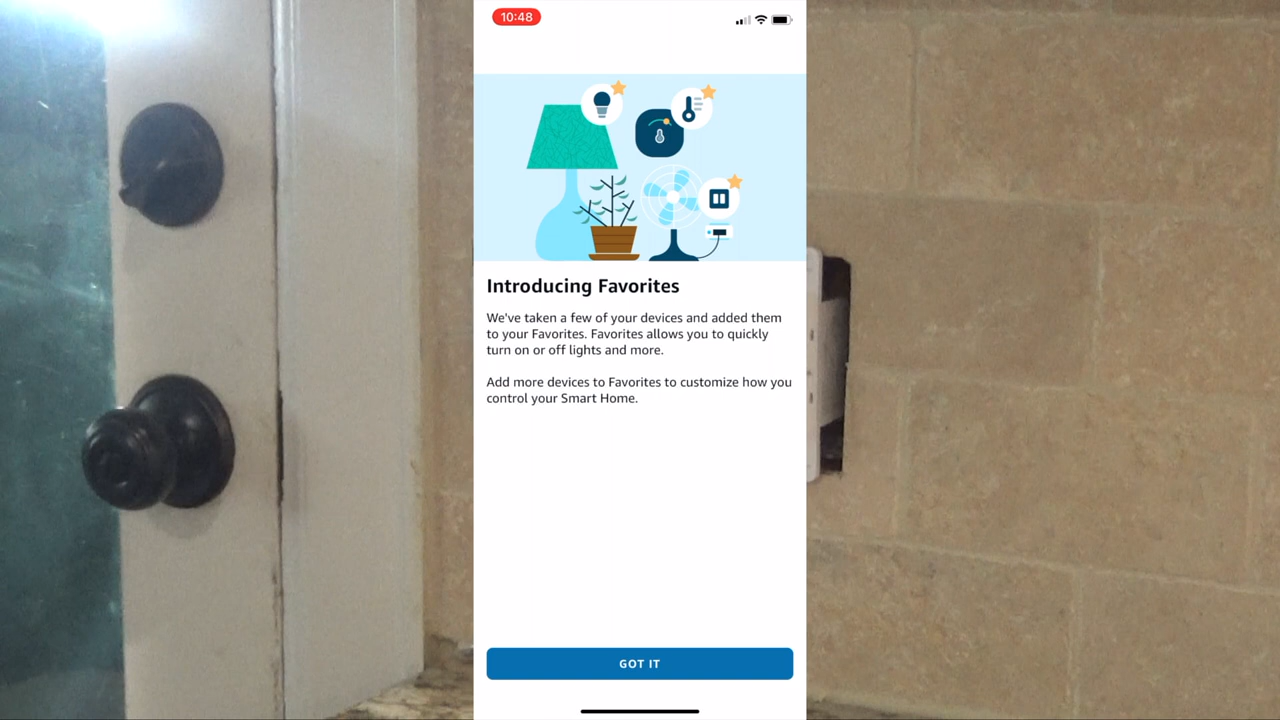 10:48
Introducing Favorites
We've taken a few of your devices and added them
to your Favorites. Favorites allows you to quickly
turn on or off lights and more.
Add more devices to Favorites to customize how you
control your Smart Home.
GOT IT